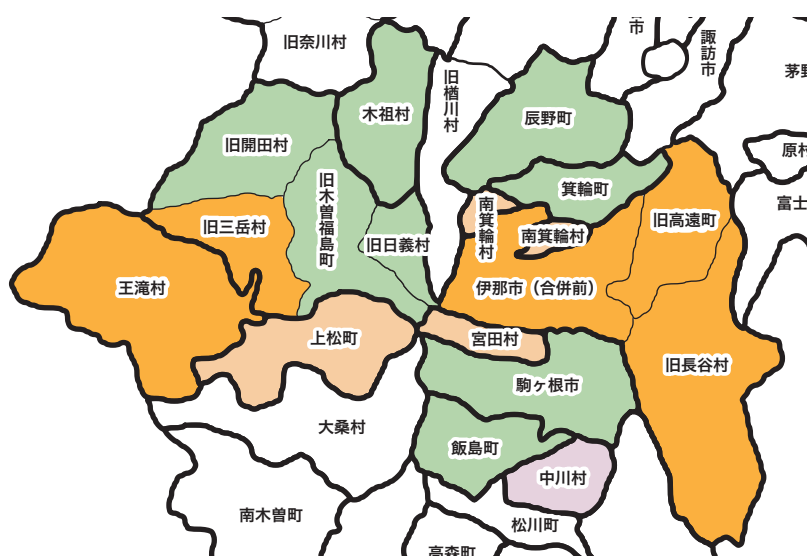 市
諏訪市
旧奈川村
茅野
旧楢川村
木祖村
辰野町
旧開田村
原村
箕輪町
旧木曽福島町
富士
南箕輪村
旧高遠町
旧三岳村
旧日義村
南箕輪村
王滝村
伊那市（合併前）
上松町
宮田村
旧長谷村
駒ヶ根市
大桑村
飯島町
中川村
南木曽町
松川町
高森町